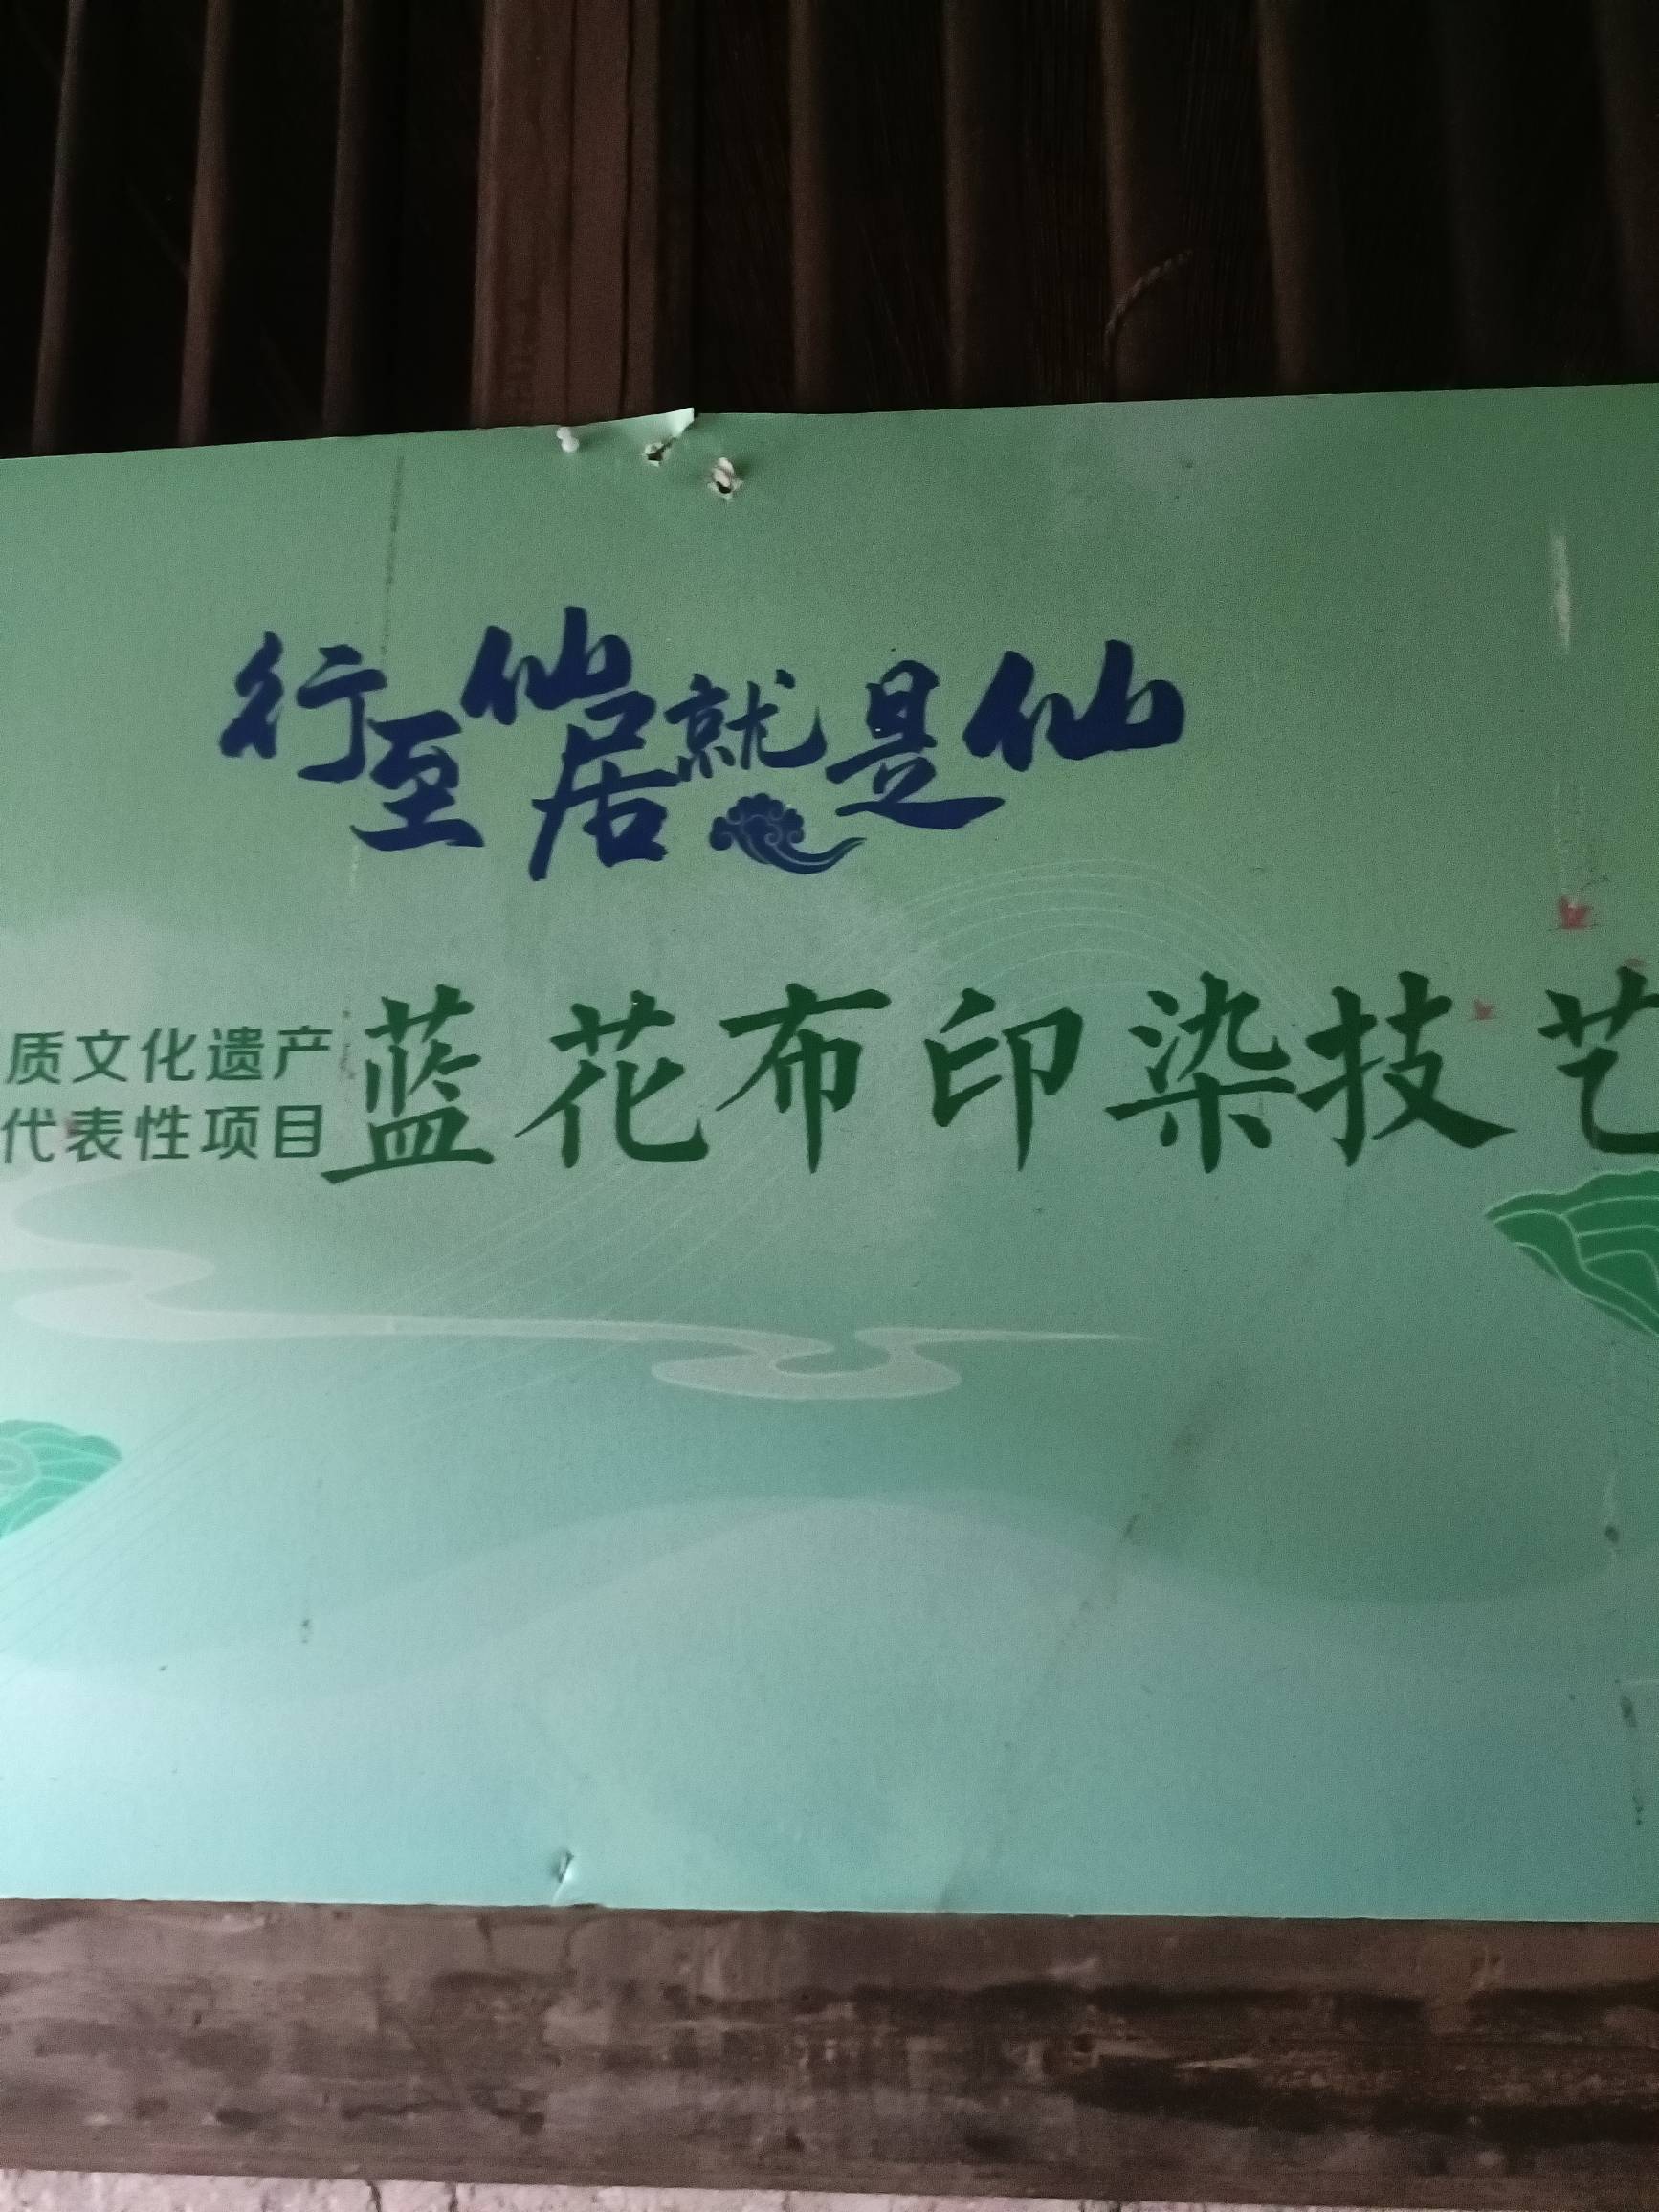 行至仙居就是仙
质文化遗产
代表性项目
蓝花布印染技艺